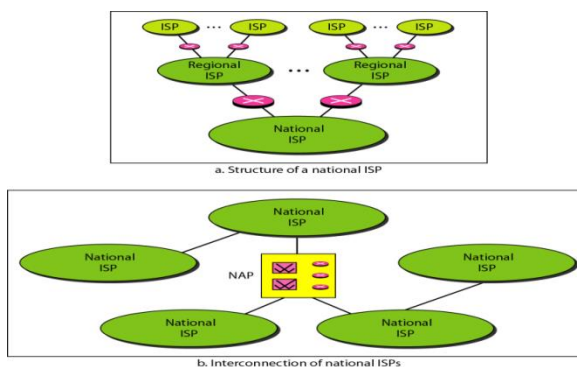 ISP ... ISP ISP ... ISP
Regional
ISP
...
Regional
ISP
National
ISP
a. Structure of a national ISP
National
ISP
National
ISP
NAP
National
ISP
National
ISP
National
ISP
b. Interconnection of national ISPs